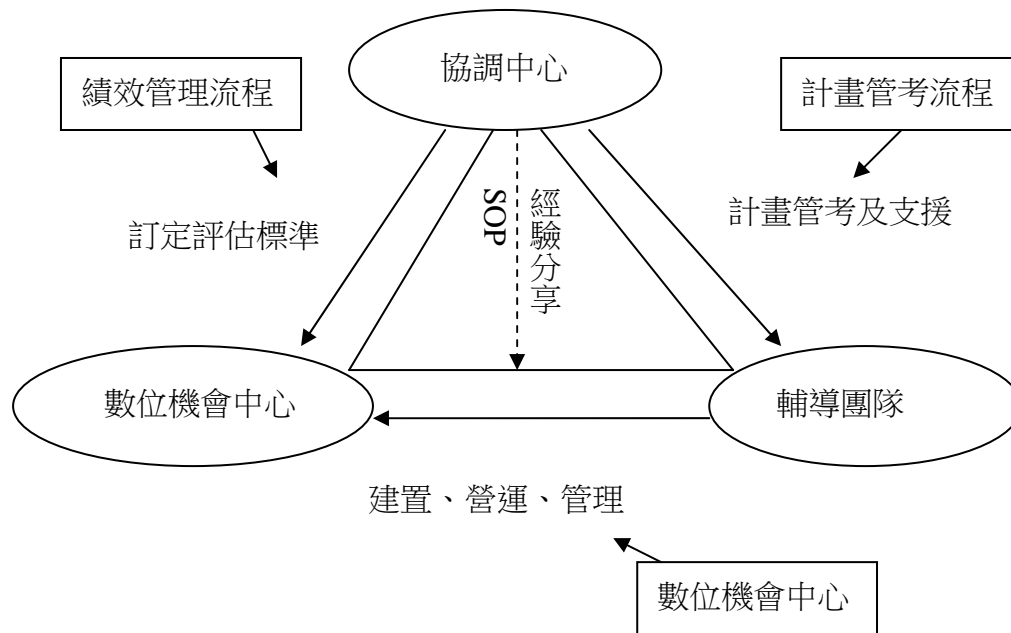 協調中心
績效管理流程
計畫管考流程
經驗分享
SOP
訂定評估標準
計畫管考及支援
數位機會中心
輔導團隊
建置、營運、管理
數位機會中心